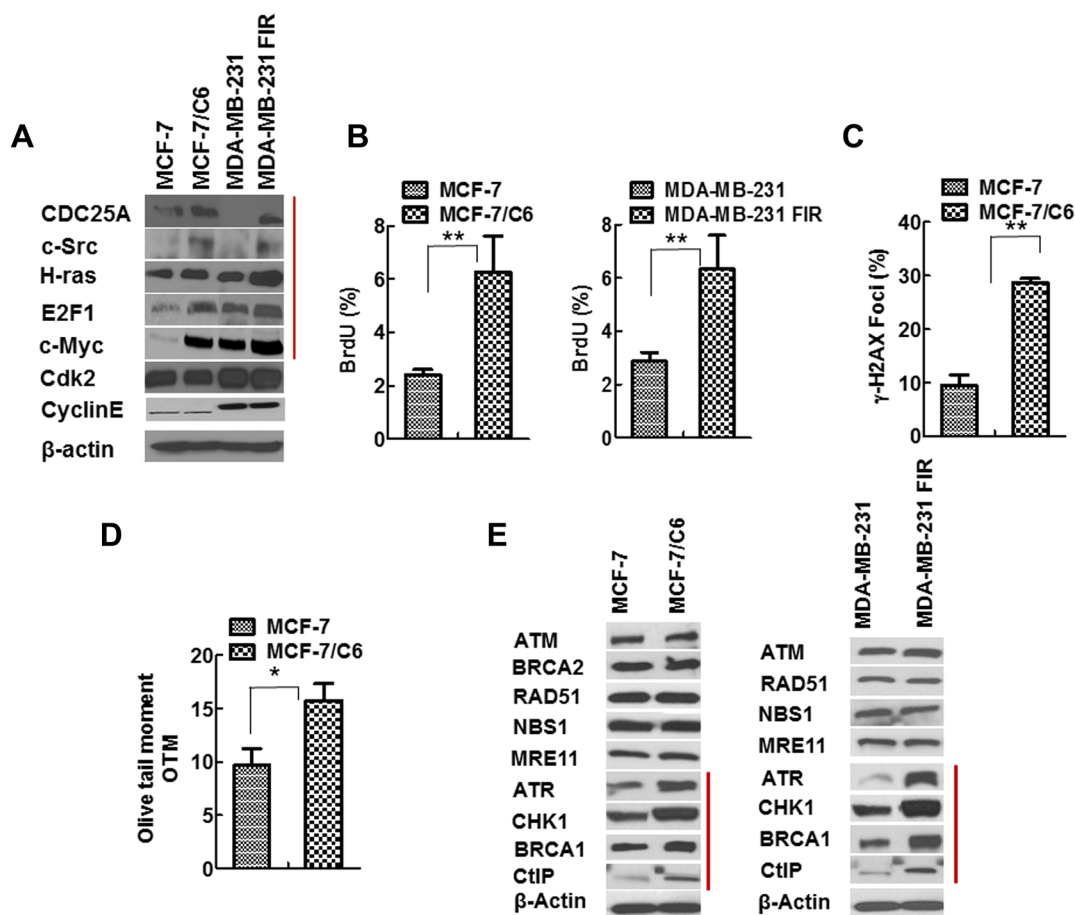 A
MCF-7
MCF-7/C6
MDA-MB-231
MDA-MB-231 FIR
CDC25A
c-Src
H-ras
E2F1
c-Myc
Cdk2
CyclinE
β-actin
B
MCF-7
MCF-7/C6
**
BrdU (%)
8
6
4
2
0
MDA-MB-231
MDA-MB-231 FIR
**
BrdU (%)
8
6
4
2
0
C
MCF-7
MCF-7/C6
**
γ-H2AX Foci (%)
40
30
20
10
0
D
MCF-7
MCF-7/C6
*
Olive tail moment
OTM
20
15
10
5
0
E
MCF-7
MCF-7/C6
ATM
BRCA2
RAD51
NBS1
MRE11
ATR
CHK1
BRCA1
CtIP
β-Actin
MDA-MB-231
MDA-MB-231 FIR
ATM
RAD51
NBS1
MRE11
ATR
CHK1
BRCA1
CtIP
β-Actin